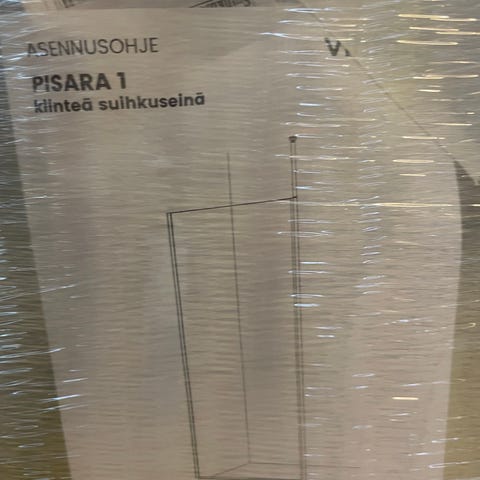 ASENNUSOHJE
PISARA 1
kiinteä suihkuseinä